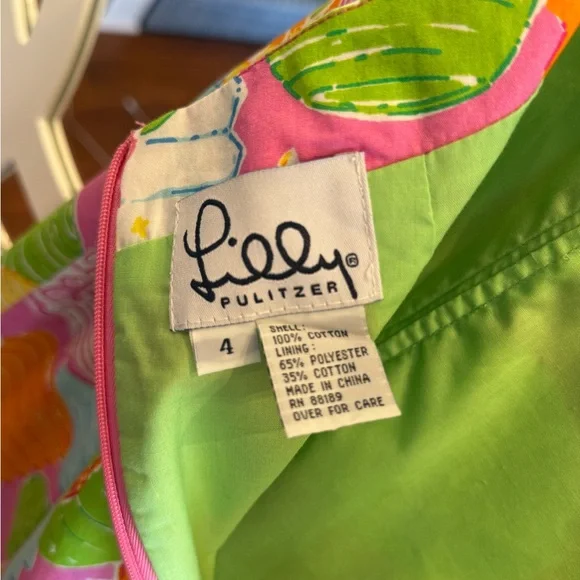 Lilly®
PULITZER
4
SHELL:
100% COTTON
LINING:
65% POLYESTER
35% COTTON
MADE IN CHINA
RN 88189
OVER FOR CARE